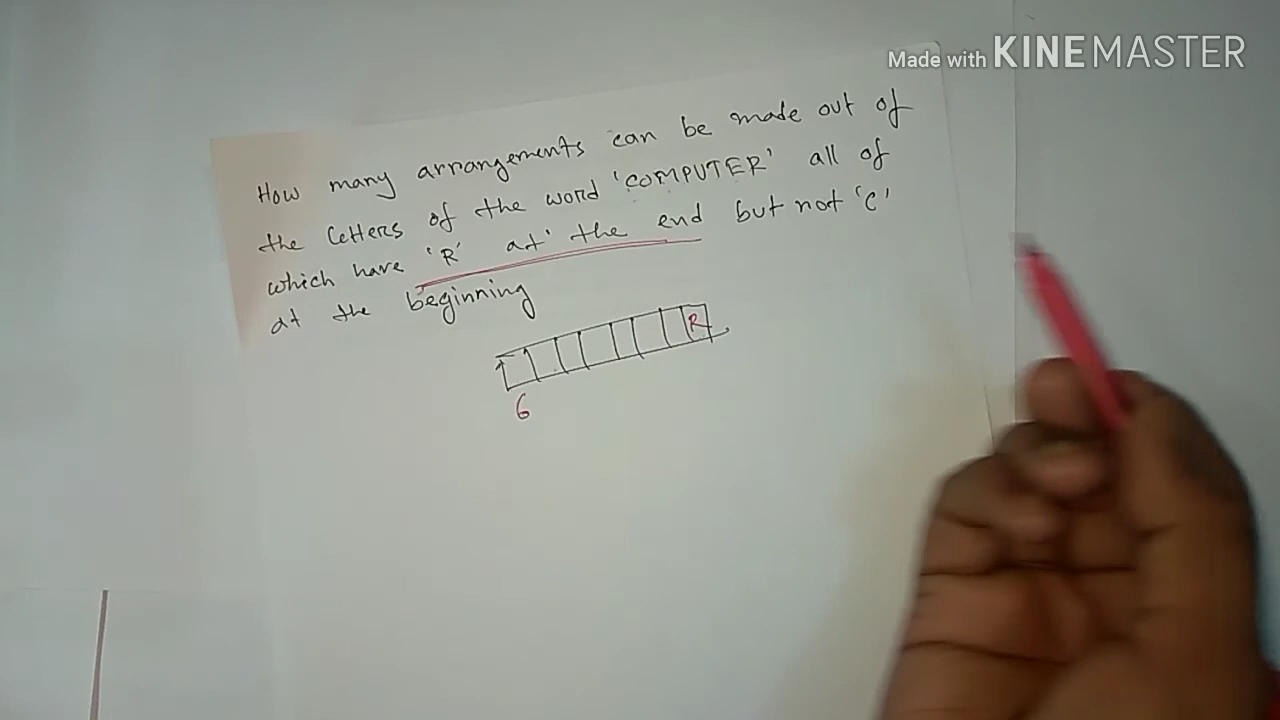 Made with KINEMASTER
How many arrangements can be made out of
the letters of the word 'COMPUTER' all of
which have 'R' at the end but not 'C'
at the beginning
R
6